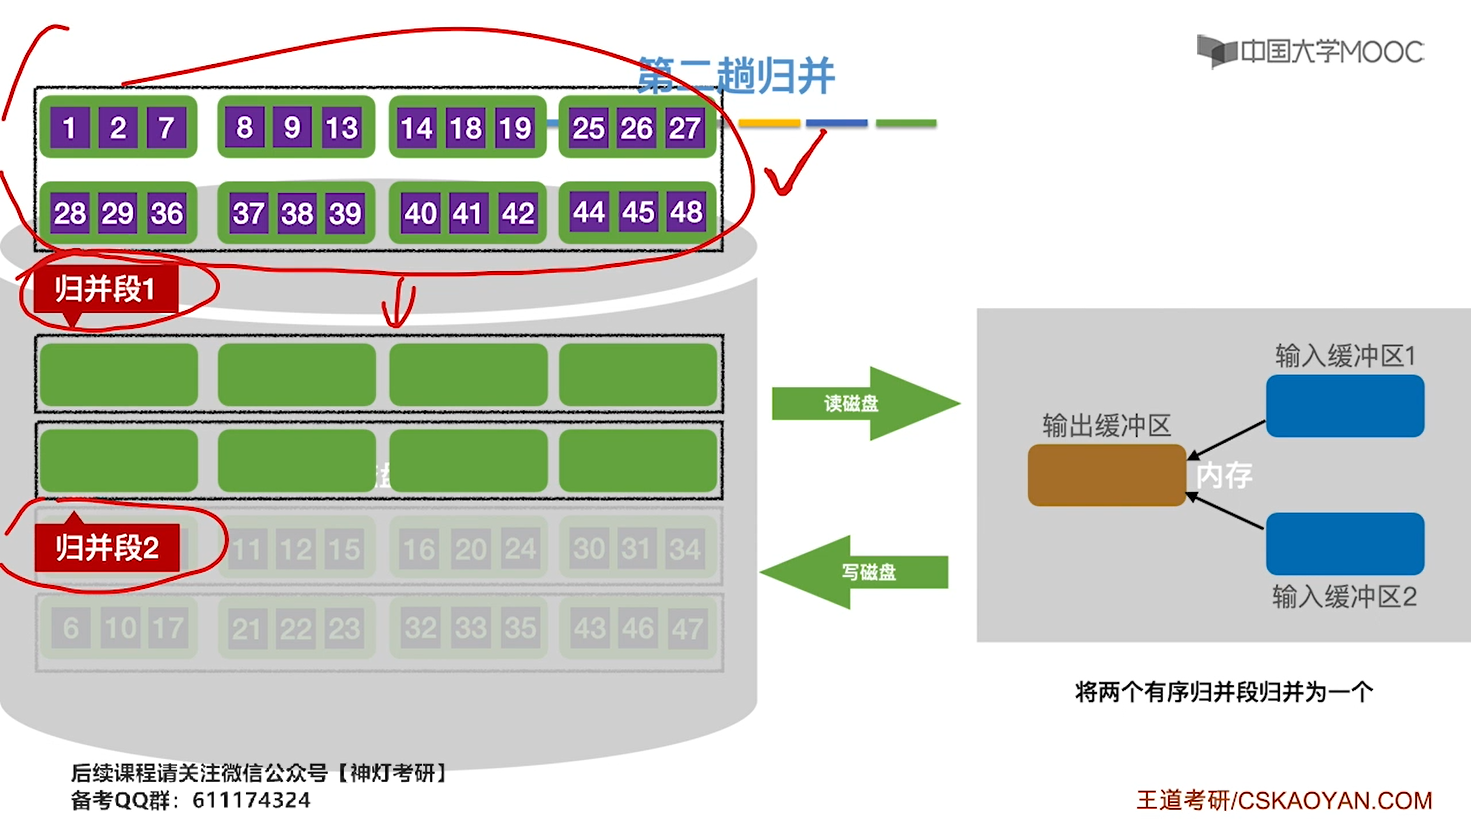 中国大学MOOC
第二趟归并
1 2 7 8 9 13 14 18 19 25 26 27
28 29 36 37 38 39 40 41 42 44 45 48
归并段1
读磁盘
输入缓冲区1
输出缓冲区
内存
盘
归并段2
11 12 15 16 20 24 30 31 34
写磁盘
输入缓冲区2
6 10 17 21 22 23 32 33 35 43 46 47
将两个有序归并段归并为一个
后续课程请关注微信公众号【神灯考研】
备考QQ群：611174324
王道考研/CSKAOYAN.COM